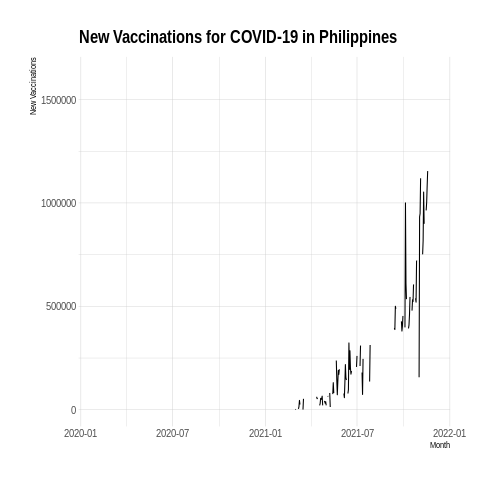 New Vaccinations for COVID-19 in Philippines
New Vaccinations
1500000
1000000
500000
0
2020-01 2020-07 2021-01 2021-07 2022-01
Month